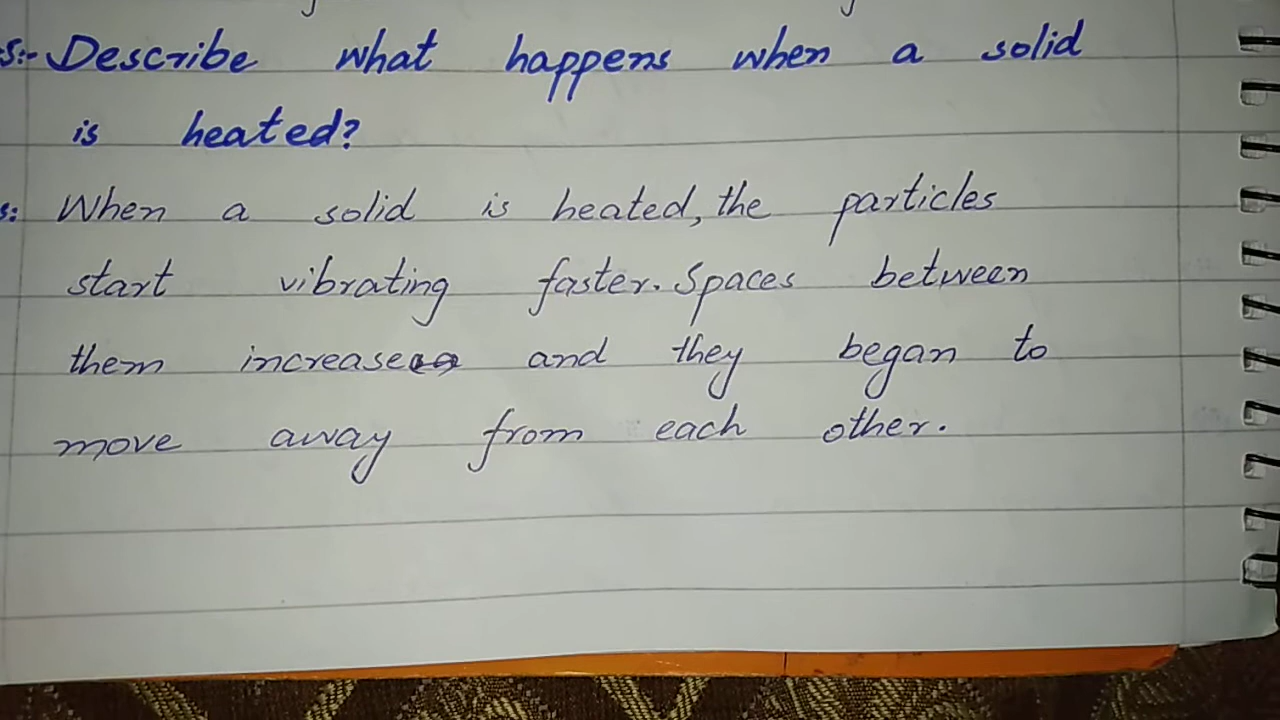 s:- Describe what happens when a solid
is heated?
s: When a solid is heated, the particles
start vibrating faster. Spaces between
them increase and they began to
move away from each other.